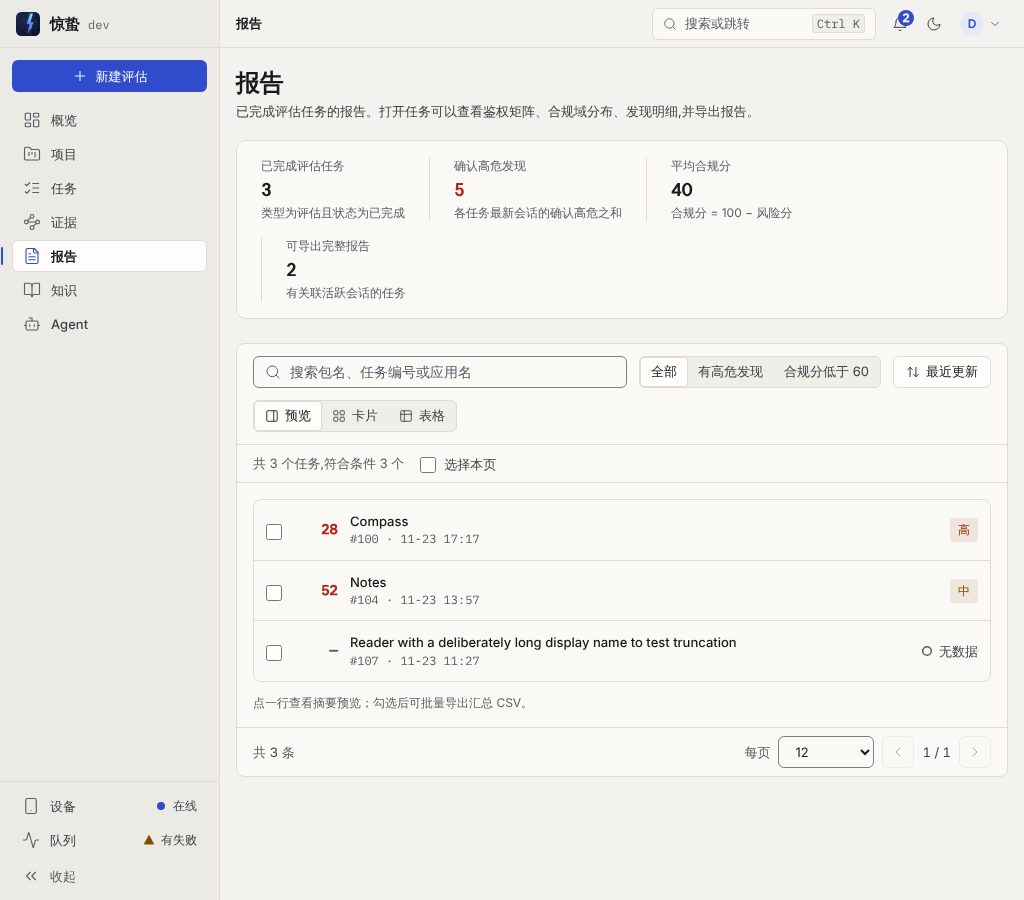 惊蛰 dev
报告
搜索或跳转 Ctrl K
2
D
新建评估
概览
项目
任务
证据
报告
知识
Agent
设备 在线
队列 有失败
收起
报告
已完成评估任务的报告。打开任务可以查看鉴权矩阵、合规域分布、发现明细,并导出报告。
已完成评估任务
3
类型为评估且状态为已完成
确认高危发现
5
各任务最新会话的确认高危之和
平均合规分
40
合规分 = 100 − 风险分
可导出完整报告
2
有关联活跃会话的任务
搜索包名、任务编号或应用名
全部 有高危发现 合规分低于 60
最近更新
预览 卡片 表格
共 3 个任务,符合条件 3 个 选择本页
28 Compass 高
#100 · 11-23 17:17
52 Notes 中
#104 · 11-23 13:57
— Reader with a deliberately long display name to test truncation 无数据
#107 · 11-23 11:27
点一行查看摘要预览；勾选后可批量导出汇总 CSV。
共 3 条 每页 12 1 / 1